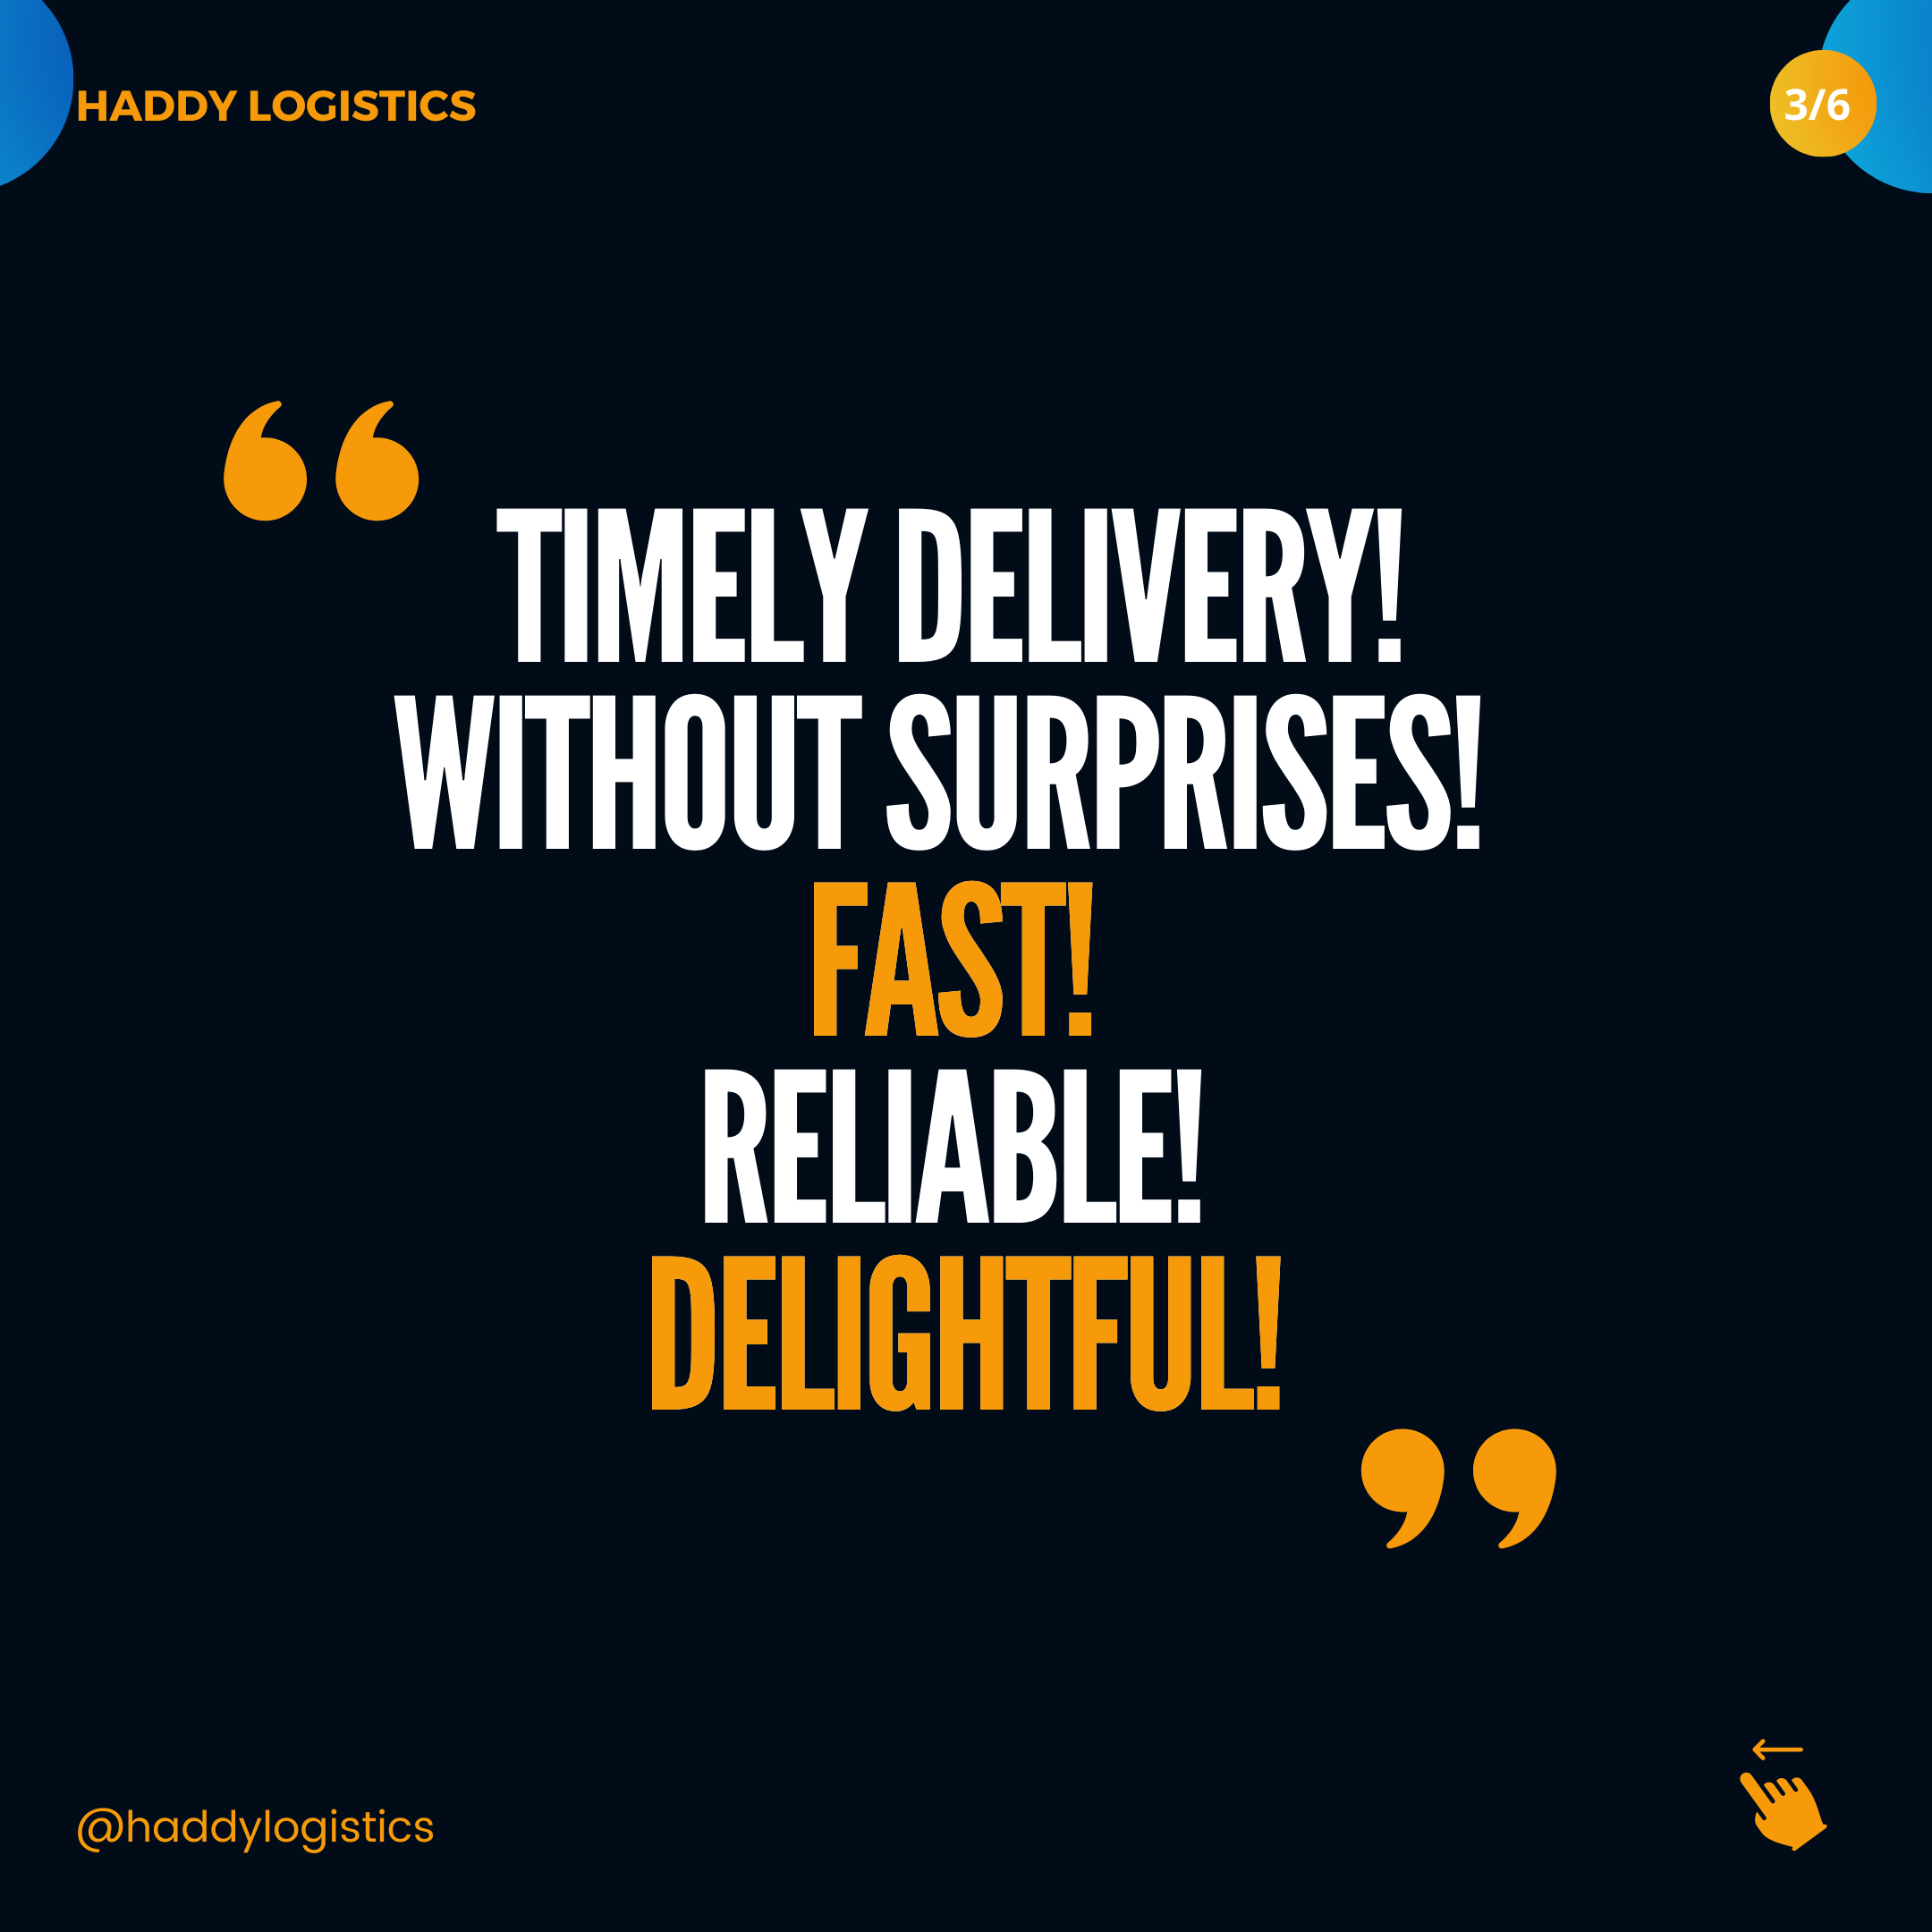 HADDY LOGISTICS
3/6
“
TIMELY DELIVERY!
WITHOUT SURPRISES!
FAST!
RELIABLE!
DELIGHTFUL!
”
@haddylogistics